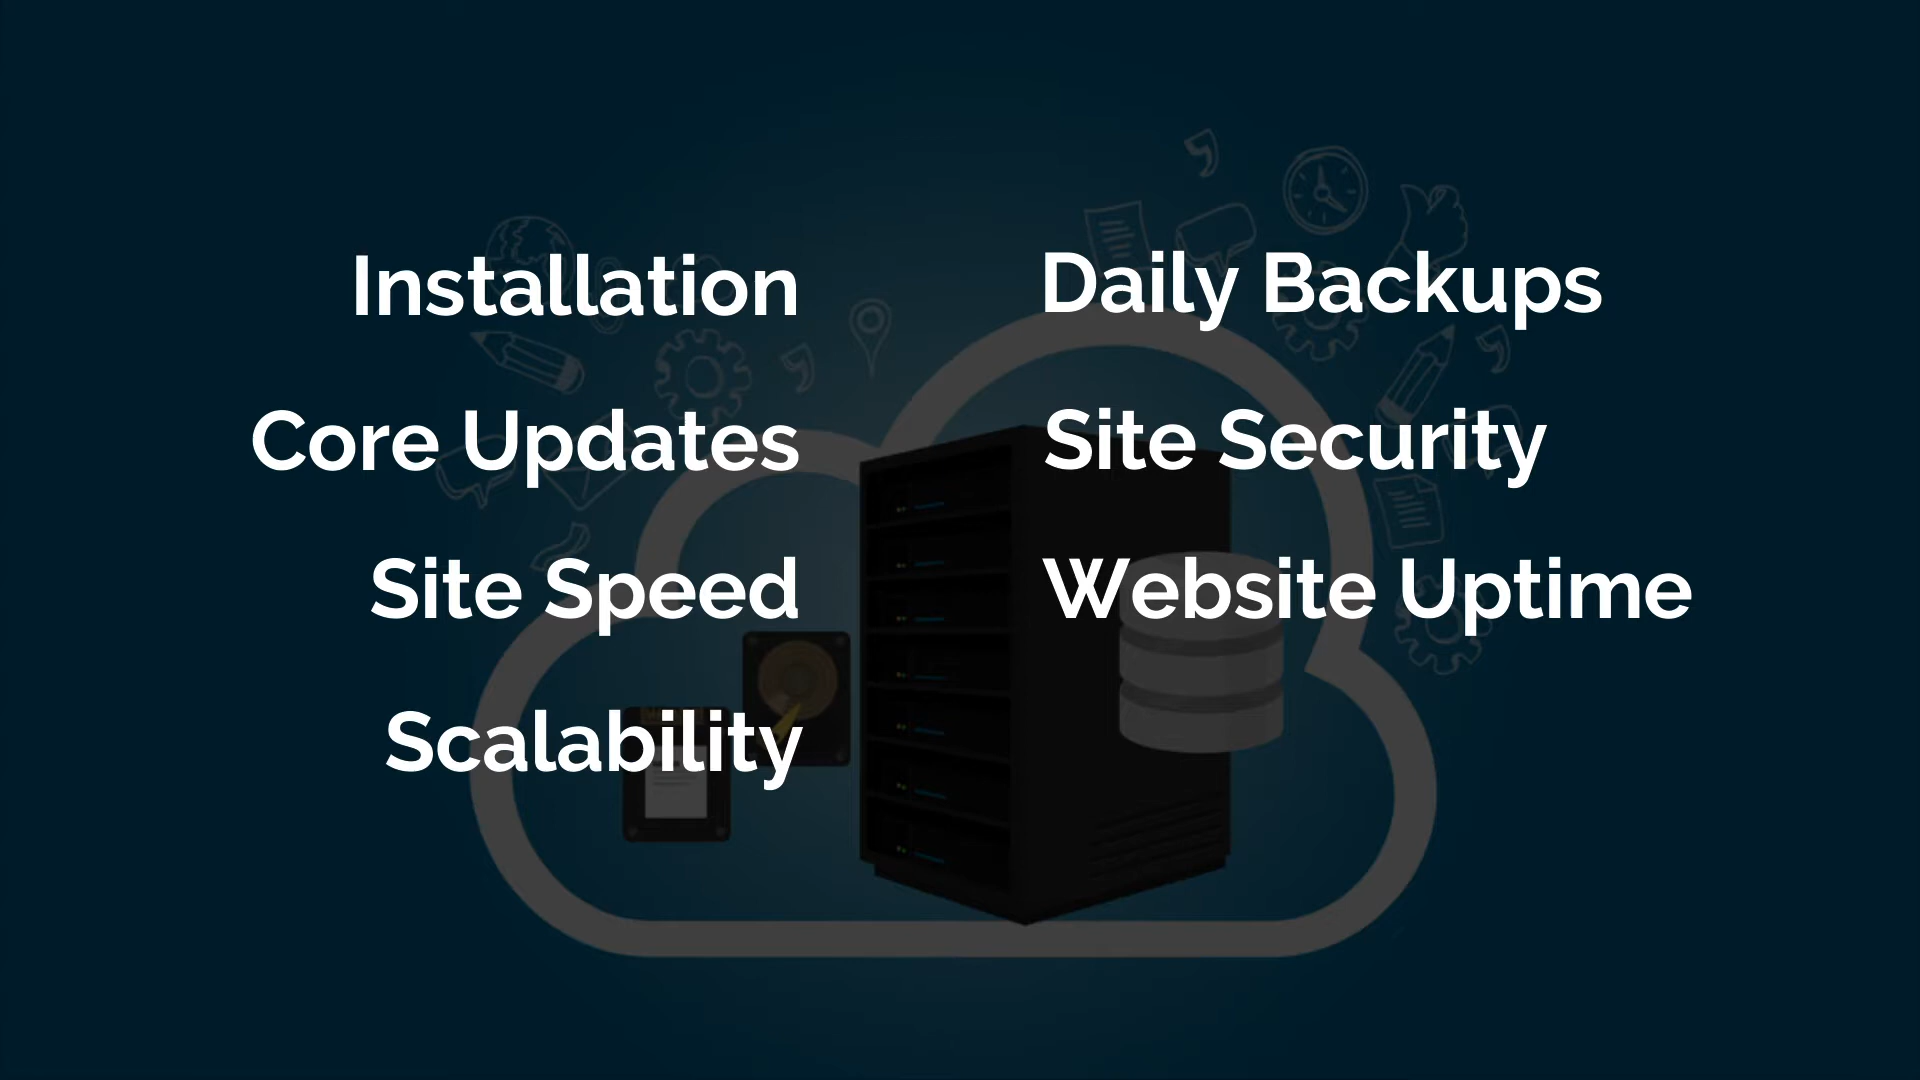 Installation
Core Updates
Site Speed
Scalability
Daily Backups
Site Security
Website Uptime